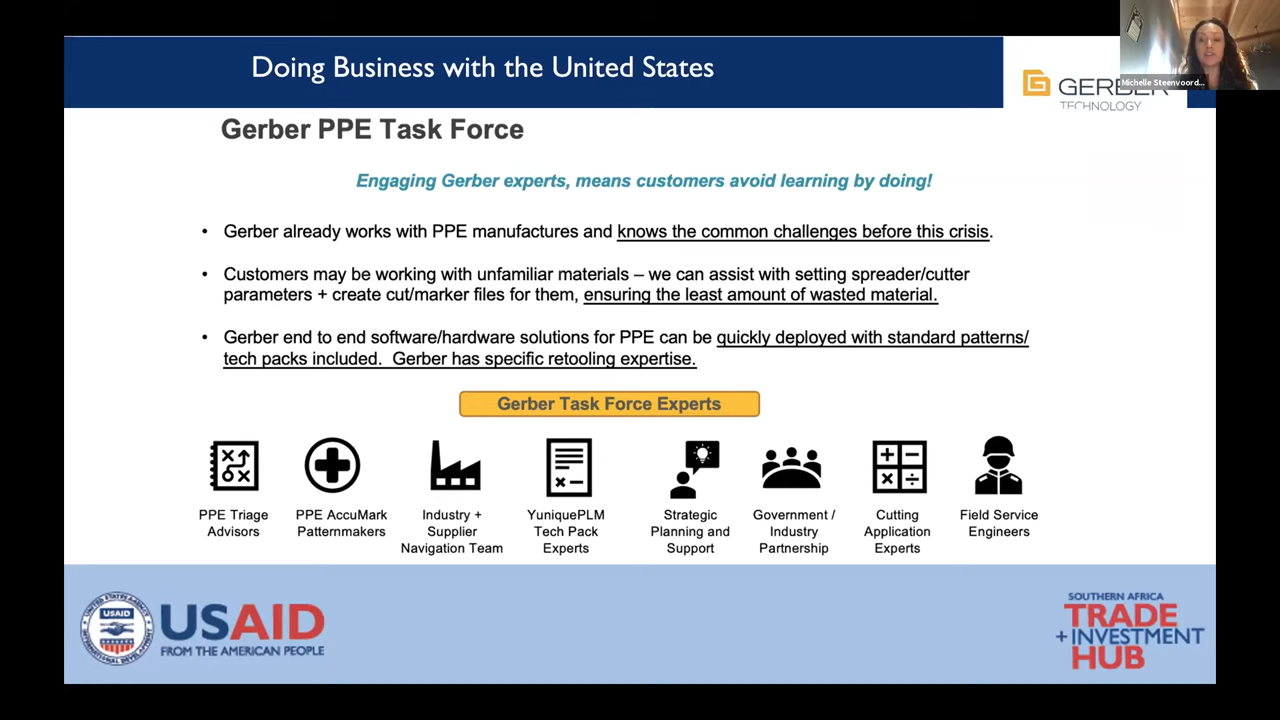 Doing Business with the United States
GERBER
TECHNOLOGY
Michelle Steenvoord...
Gerber PPE Task Force
Engaging Gerber experts, means customers avoid learning by doing!
• Gerber already works with PPE manufactures and knows the common challenges before this crisis.
• Customers may be working with unfamiliar materials – we can assist with setting spreader/cutter
parameters + create cut/marker files for them, ensuring the least amount of wasted material.
• Gerber end to end software/hardware solutions for PPE can be quickly deployed with standard patterns/
tech packs included. Gerber has specific retooling expertise.
Gerber Task Force Experts
PPE Triage
Advisors
PPE AccuMark
Patternmakers
Industry +
Supplier
Navigation Team
YuniquePLM
Tech Pack
Experts
Strategic
Planning and
Support
Government /
Industry
Partnership
Cutting
Application
Experts
Field Service
Engineers
UNITED STATES AGENCY
INTERNATIONAL DEVELOPMENT
USAID
USAID
FROM THE AMERICAN PEOPLE
SOUTHERN AFRICA
TRADE
+INVESTMENT
HUB